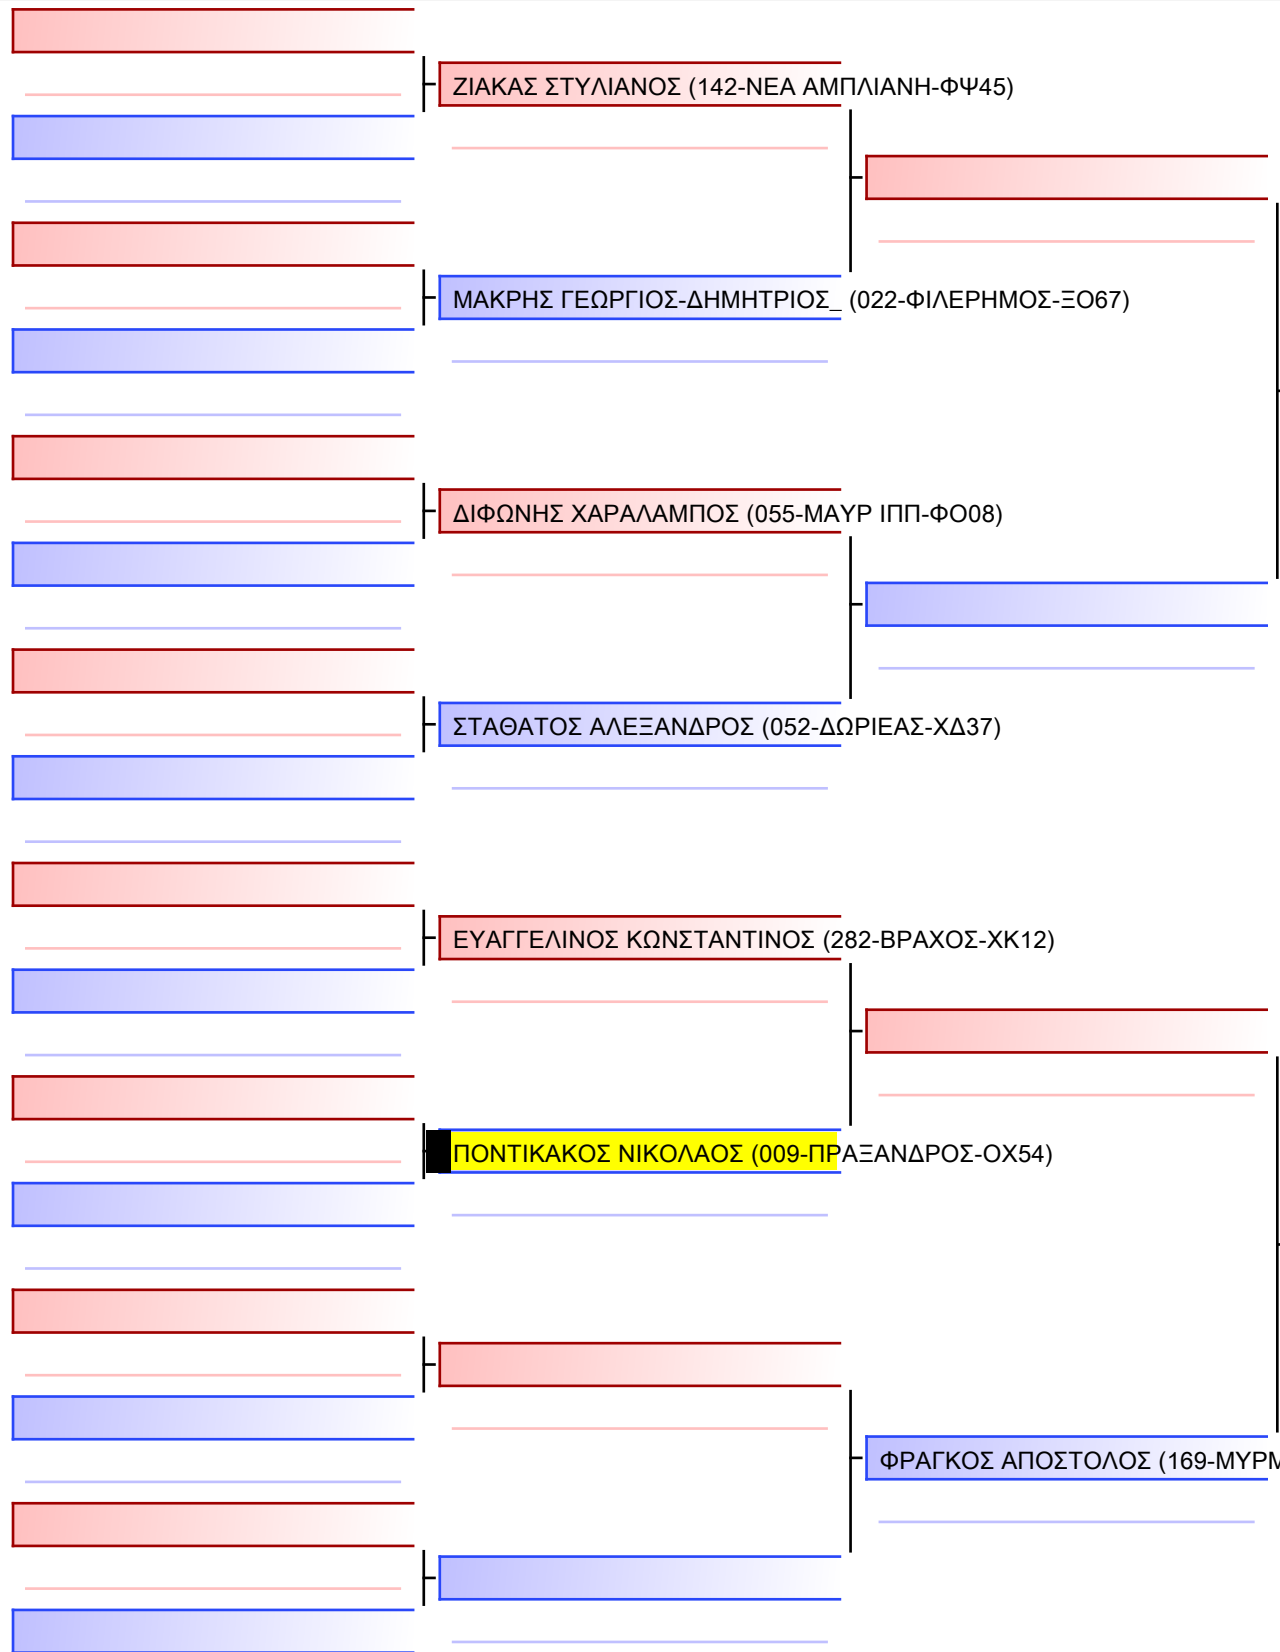 ΖΙΑΚΑΣ ΣΤΥΛΙΑΝΟΣ (142-ΝΕΑ ΑΜΠΛΙΑΝΗ-ΦΨ45)
ΜΑΚΡΗΣ ΓΕΩΡΓΙΟΣ-ΔΗΜΗΤΡΙΟΣ_ (022-ΦΙΛΕΡΗΜΟΣ-ΞΟ67)
ΔΙΦΩΝΗΣ ΧΑΡΑΛΑΜΠΟΣ (055-ΜΑΥΡ ΙΠΠ-ΦΟ08)
ΣΤΑΘΑΤΟΣ ΑΛΕΞΑΝΔΡΟΣ (052-ΔΩΡΙΕΑΣ-ΧΔ37)
ΕΥΑΓΓΕΛΙΝΟΣ ΚΩΝΣΤΑΝΤΙΝΟΣ (282-ΒΡΑΧΟΣ-ΧΚ12)
ΠΟΝΤΙΚΑΚΟΣ ΝΙΚΟΛΑΟΣ (009-ΠΡΑΞΑΝΔΡΟΣ-ΟΧ54)
ΦΡΑΓΚΟΣ ΑΠΟΣΤΟΛΟΣ (169-ΜΥΡΜ